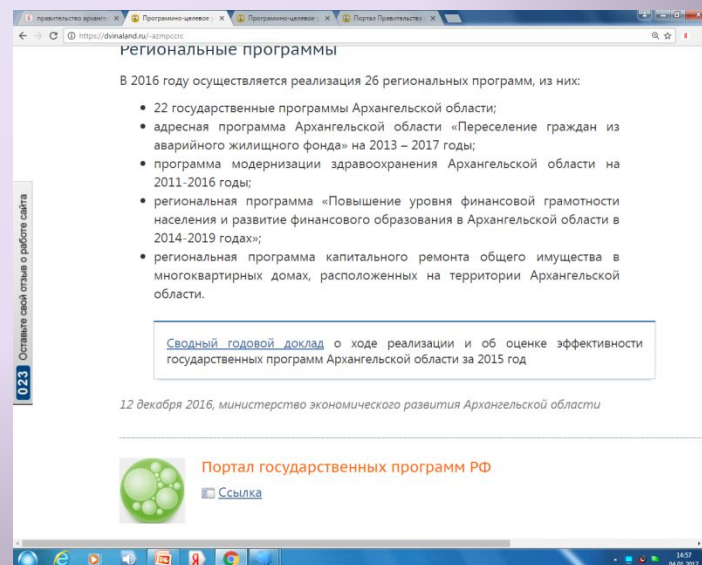 правительство арханге
Программно-целевое у
Программно-целевое у
Портал Правительства
https://dvinaland.ru/-azmpccrc
Региональные программы
В 2016 году осуществляется реализация 26 региональных программ, из них:
• 22 государственные программы Архангельской области;
• адресная программа Архангельской области «Переселение граждан из
аварийного жилищного фонда» на 2013 – 2017 годы;
• программа модернизации здравоохранения Архангельской области на
2011-2016 годы;
• региональная программа «Повышение уровня финансовой грамотности
населения и развитие финансового образования в Архангельской области в
2014-2019 годах»;
• региональная программа капитального ремонта общего имущества в
многоквартирных домах, расположенных на территории Архангельской
области.
Сводный годовой доклад о ходе реализации и об оценке эффективности
государственных программ Архангельской области за 2015 год
12 декабря 2016, министерство экономического развития Архангельской области
Портал государственных программ РФ
Ссылка
023 Оставьте свой отзыв о работе сайта
14:57
04.01.2017